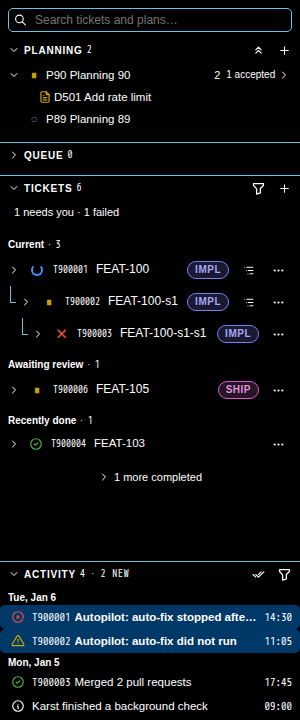 Search tickets and plans…
PLANNING 2
P90 Planning 90 2 1 accepted
D501 Add rate limit
P89 Planning 89
QUEUE 0
TICKETS 6
1 needs you · 1 failed
Current · 3
T900001 FEAT-100 IMPL
T900002 FEAT-100-s1 IMPL
T900003 FEAT-100-s1-s1 IMPL
Awaiting review · 1
T900006 FEAT-105 SHIP
Recently done · 1
T900004 FEAT-103
1 more completed
ACTIVITY 4 · 2 NEW
Tue, Jan 6
T900001 Autopilot: auto-fix stopped afte… 14:30
T900002 Autopilot: auto-fix did not run 11:05
Mon, Jan 5
T900003 Merged 2 pull requests 17:45
Karst finished a background check 09:00